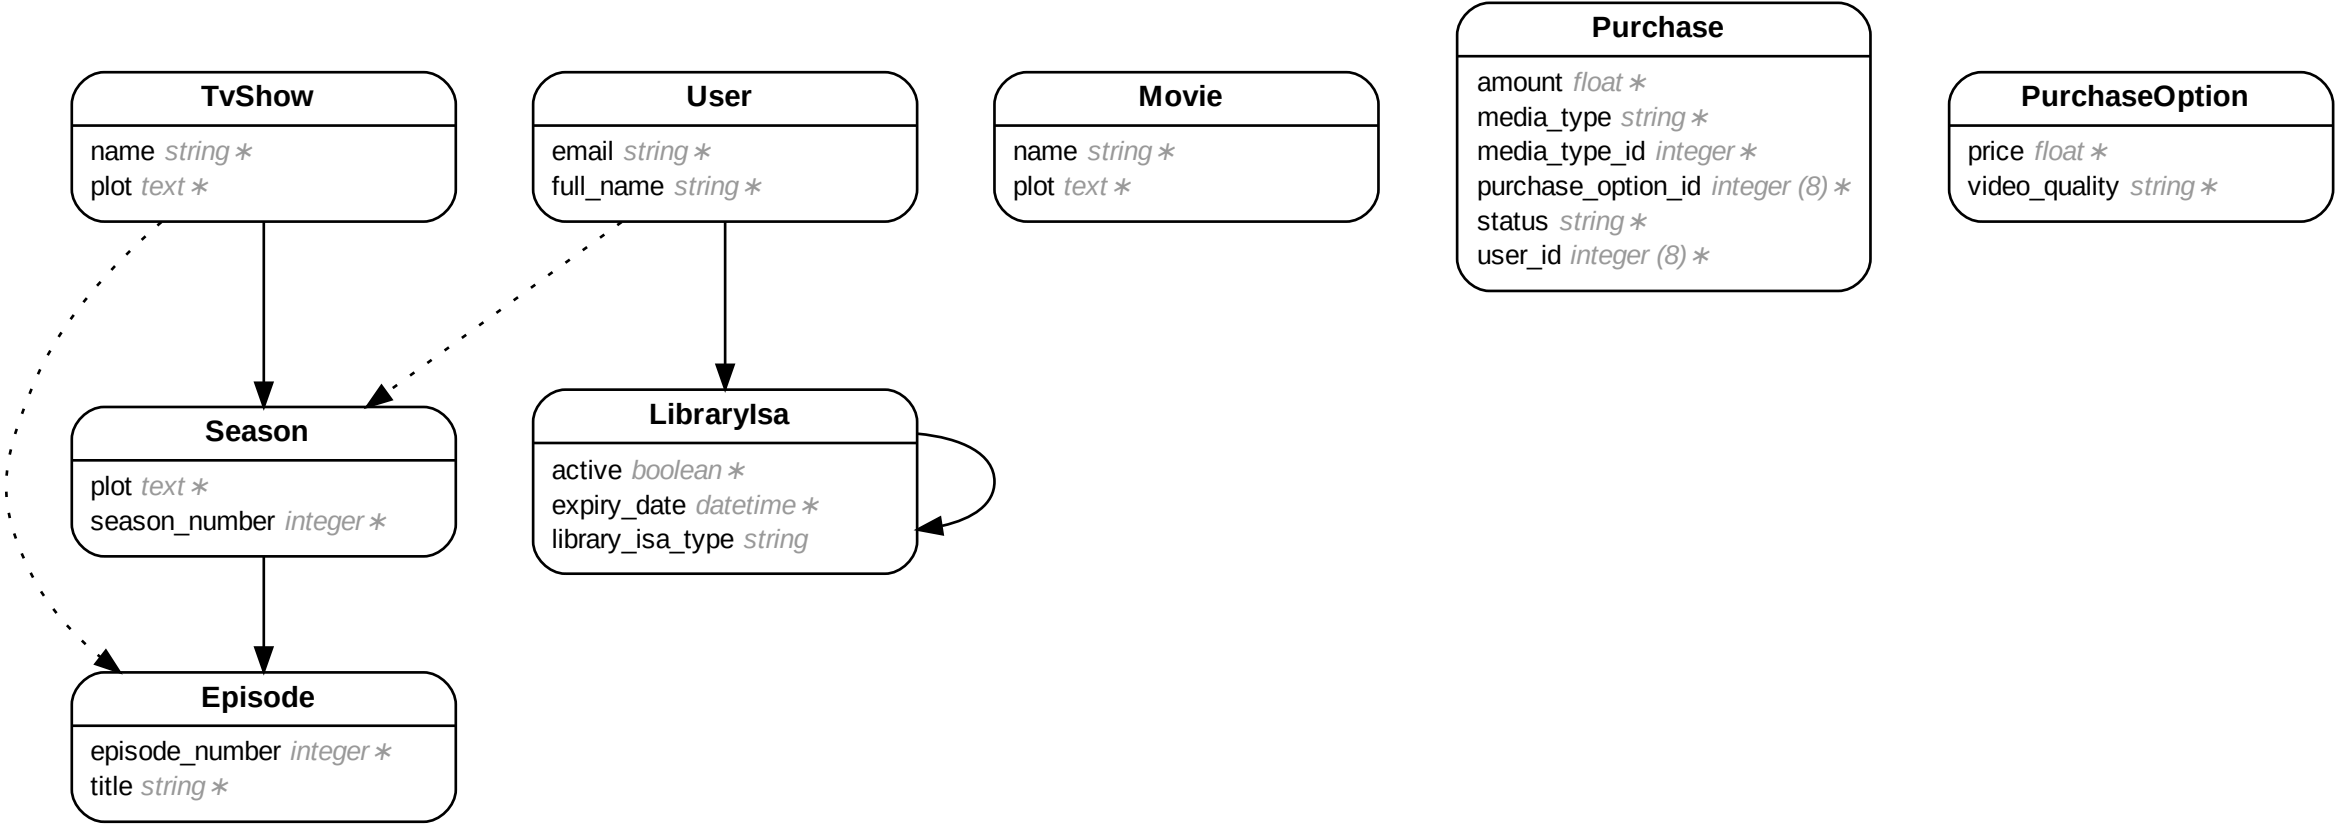 TvShow
name string ∗
plot text ∗
User
email string ∗
full_name string ∗
Movie
name string ∗
plot text ∗
Purchase
amount float ∗
media_type string ∗
media_type_id integer ∗
purchase_option_id integer (8) ∗
status string ∗
user_id integer (8) ∗
PurchaseOption
price float ∗
video_quality string ∗
Season
plot text ∗
season_number integer ∗
LibraryIsa
active boolean ∗
expiry_date datetime ∗
library_isa_type string
Episode
episode_number integer ∗
title string ∗